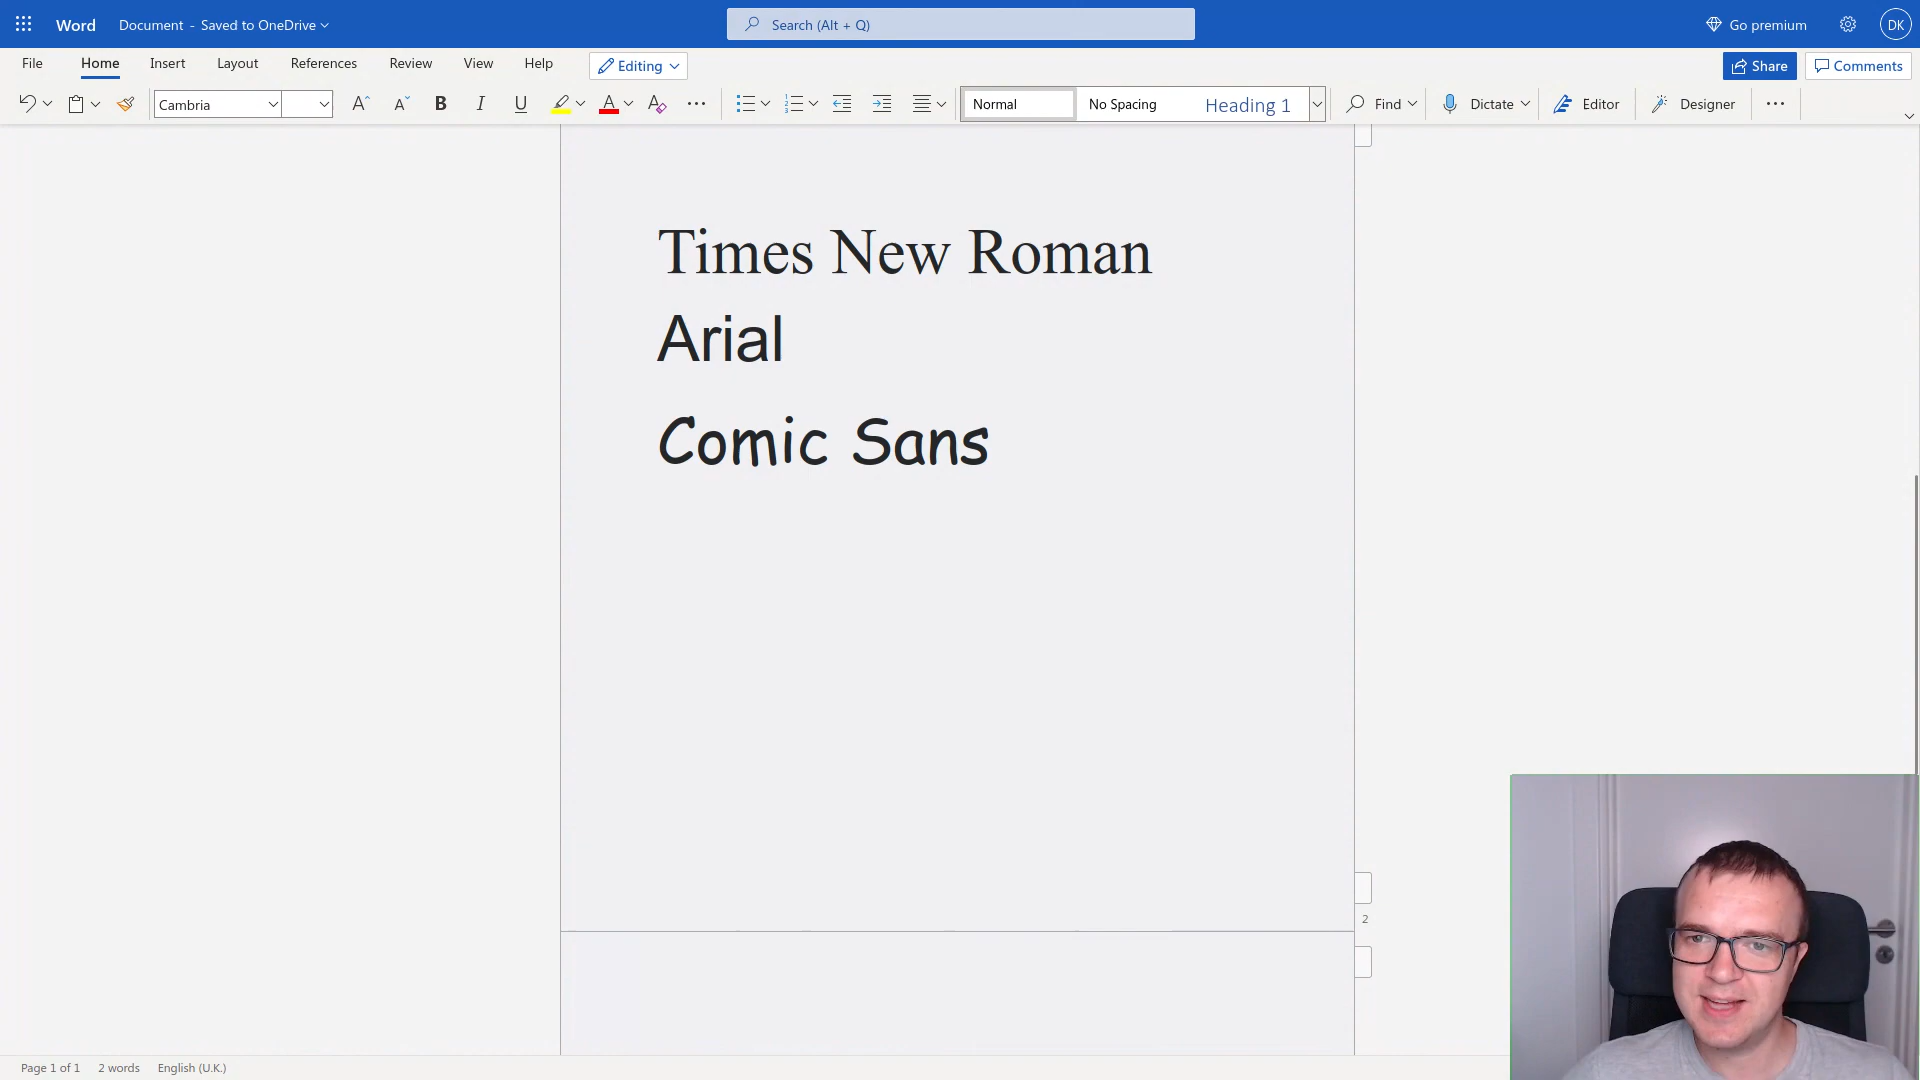 Word Document - Saved to OneDrive Search (Alt + Q) Go premium DK
File Home Insert Layout References Review View Help Editing Share Comments
Cambria B I U A A Normal No Spacing Heading 1 Find Dictate Editor Designer
Times New Roman
Arial
Comic Sans
2
Page 1 of 1 2 words English (U.K.)